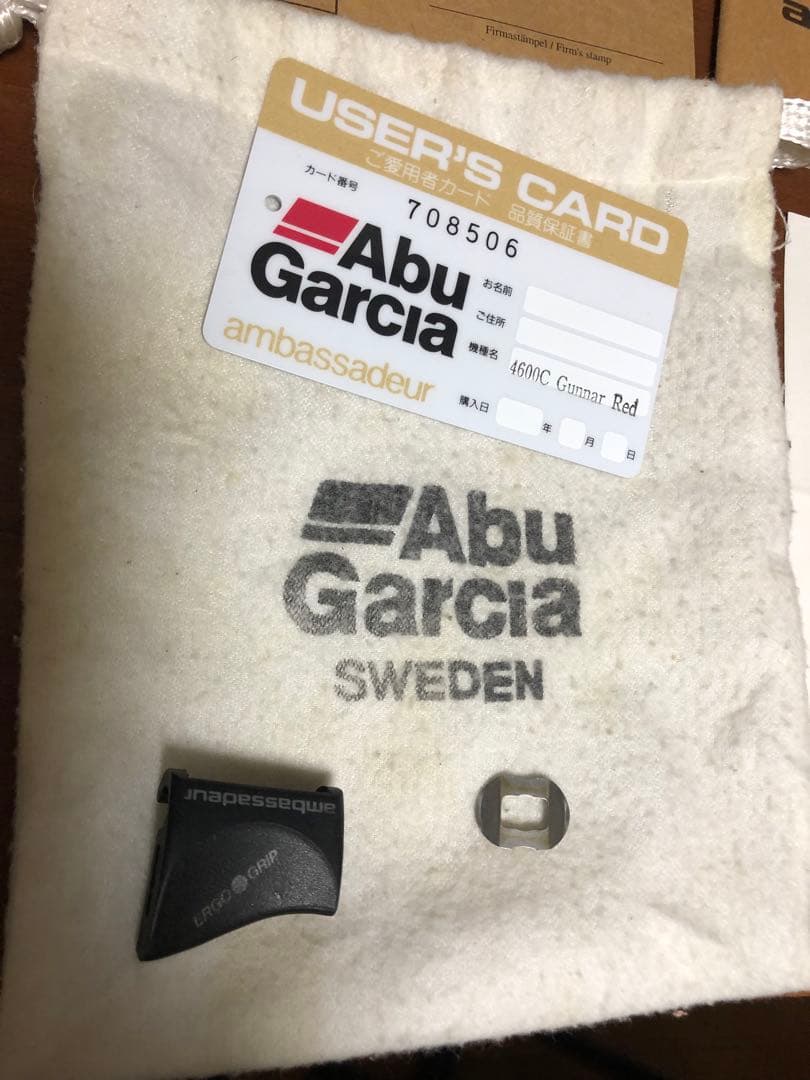 Firmastämpel / Firm's stamp
a
USER'S CARD
ご愛用者カード 品質保証書
カード番号 708506
Abu
Garcia
ambassadeur
お名前
ご住所
機種名 4600C Gunnar Red
購入日 年 月 日
Abu
Garcia
SWEDEN
ambassadeur
ERGO GRIP